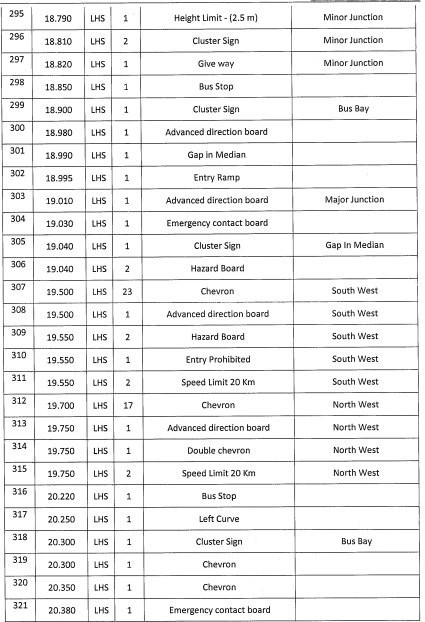 295 18.790 LHS 1 Height Limit - (2.5 m) Minor Junction
296 18.810 LHS 2 Cluster Sign Minor Junction
297 18.820 LHS 1 Give way Minor Junction
298 18.850 LHS 1 Bus Stop
299 18.900 LHS 1 Cluster Sign Bus Bay
300 18.980 LHS 1 Advanced direction board
301 18.990 LHS 1 Gap in Median
302 18.995 LHS 1 Entry Ramp
303 19.010 LHS 1 Advanced direction board Major Junction
304 19.030 LHS 1 Emergency contact board
305 19.040 LHS 1 Cluster Sign Gap In Median
306 19.040 LHS 2 Hazard Board
307 19.500 LHS 23 Chevron South West
308 19.500 LHS 1 Advanced direction board South West
309 19.550 LHS 2 Hazard Board South West
310 19.550 LHS 1 Entry Prohibited South West
311 19.550 LHS 2 Speed Limit 20 Km South West
312 19.700 LHS 17 Chevron North West
313 19.750 LHS 1 Advanced direction board North West
314 19.750 LHS 1 Double chevron North West
315 19.750 LHS 2 Speed Limit 20 Km North West
316 20.220 LHS 1 Bus Stop
317 20.250 LHS 1 Left Curve
318 20.300 LHS 1 Cluster Sign Bus Bay
319 20.300 LHS 1 Chevron
320 20.350 LHS 1 Chevron
321 20.380 LHS 1 Emergency contact board